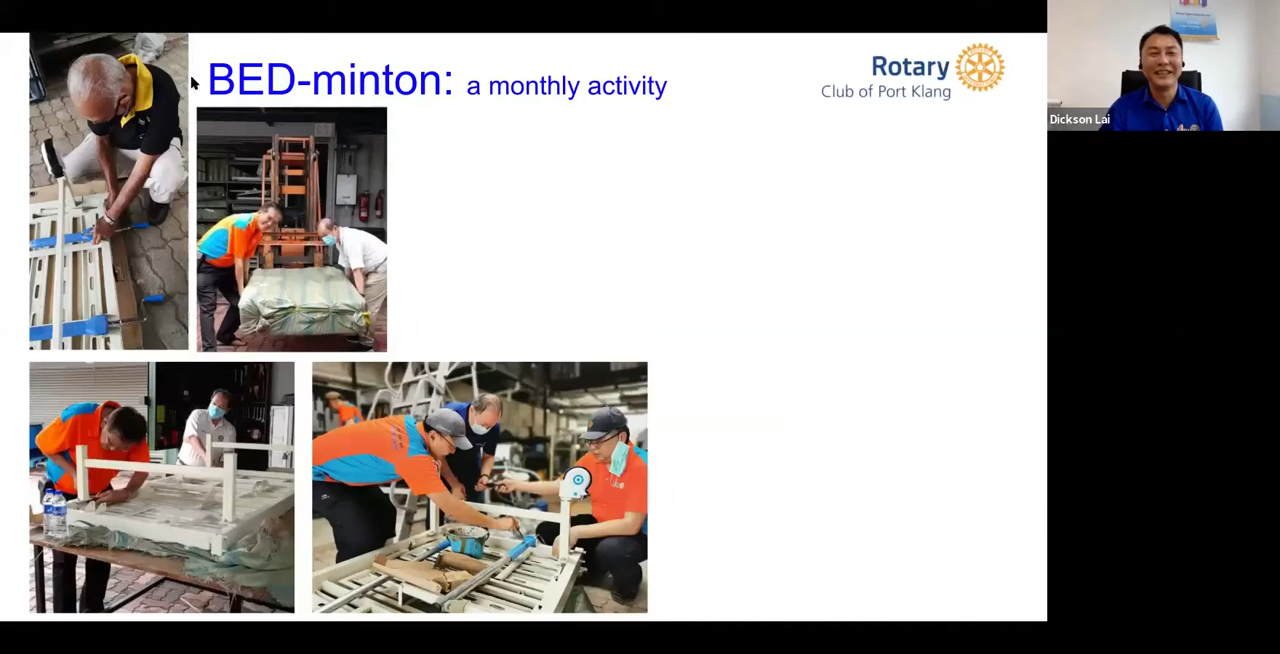 BED-minton: a monthly activity
Rotary
Club of Port Klang
Dickson Lai